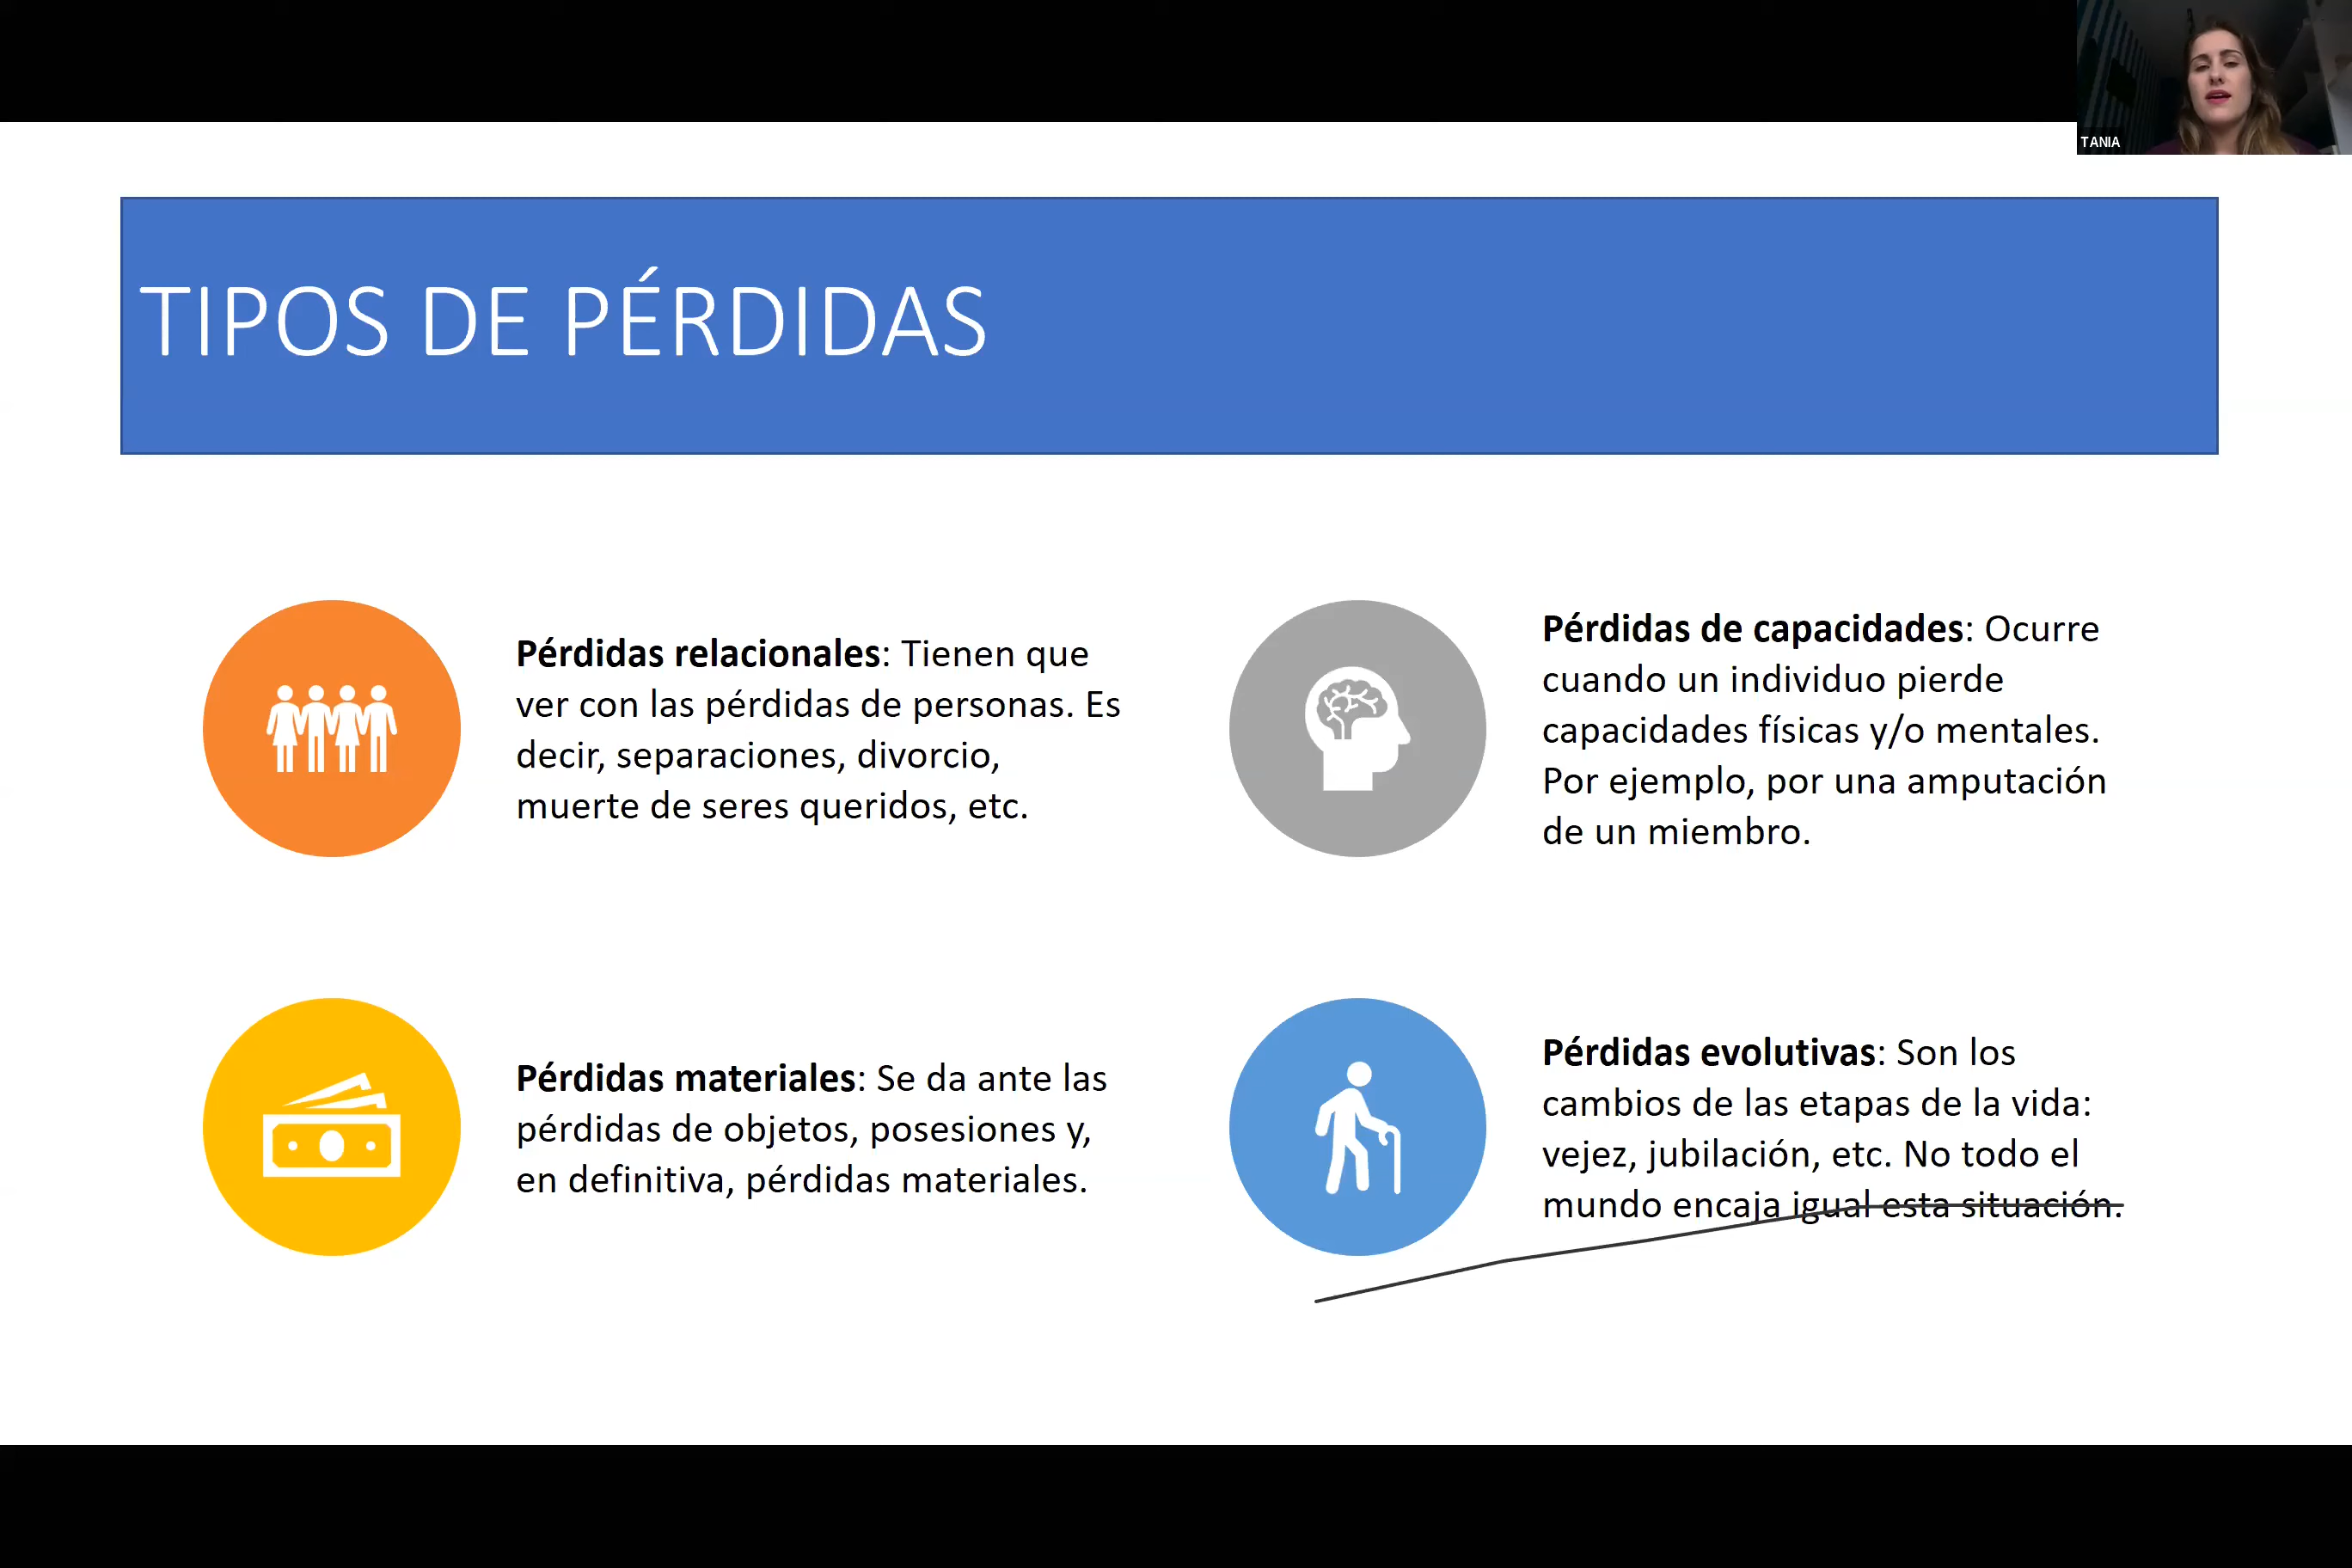 TANIA
TIPOS DE PÉRDIDAS
Pérdidas relacionales: Tienen que
ver con las pérdidas de personas. Es
decir, separaciones, divorcio,
muerte de seres queridos, etc.
Pérdidas de capacidades: Ocurre
cuando un individuo pierde
capacidades físicas y/o mentales.
Por ejemplo, por una amputación
de un miembro.
Pérdidas materiales: Se da ante las
pérdidas de objetos, posesiones y,
en definitiva, pérdidas materiales.
Pérdidas evolutivas: Son los
cambios de las etapas de la vida:
vejez, jubilación, etc. No todo el
mundo encaja igual esta situación.